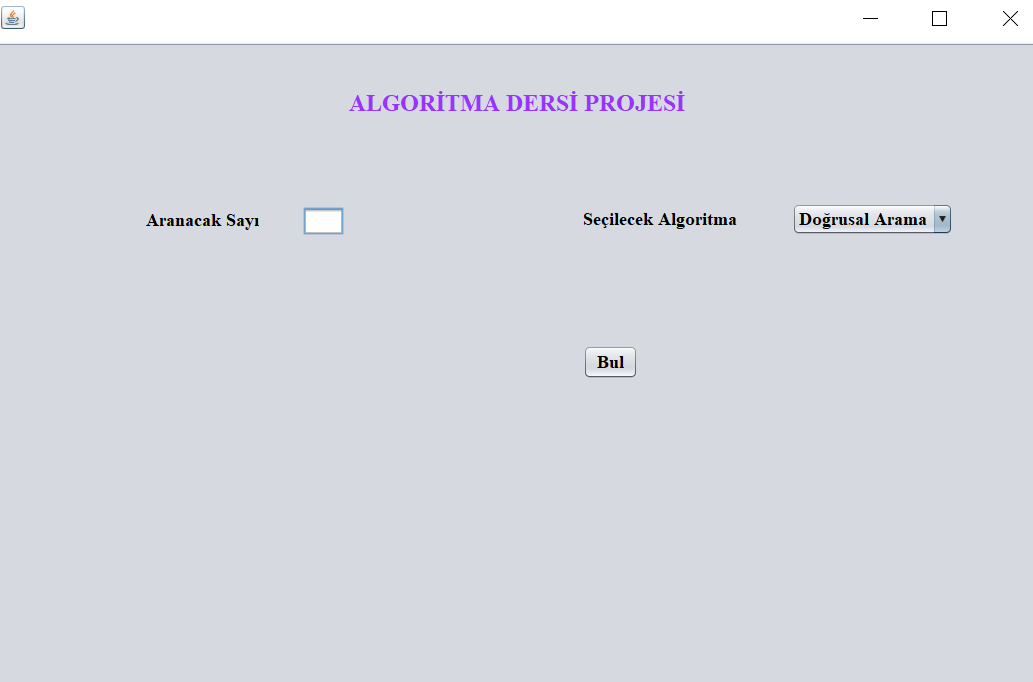 ALGORİTMA DERSİ PROJESİ
Aranacak Sayı
Seçilecek Algoritma
Doğrusal Arama
Bul